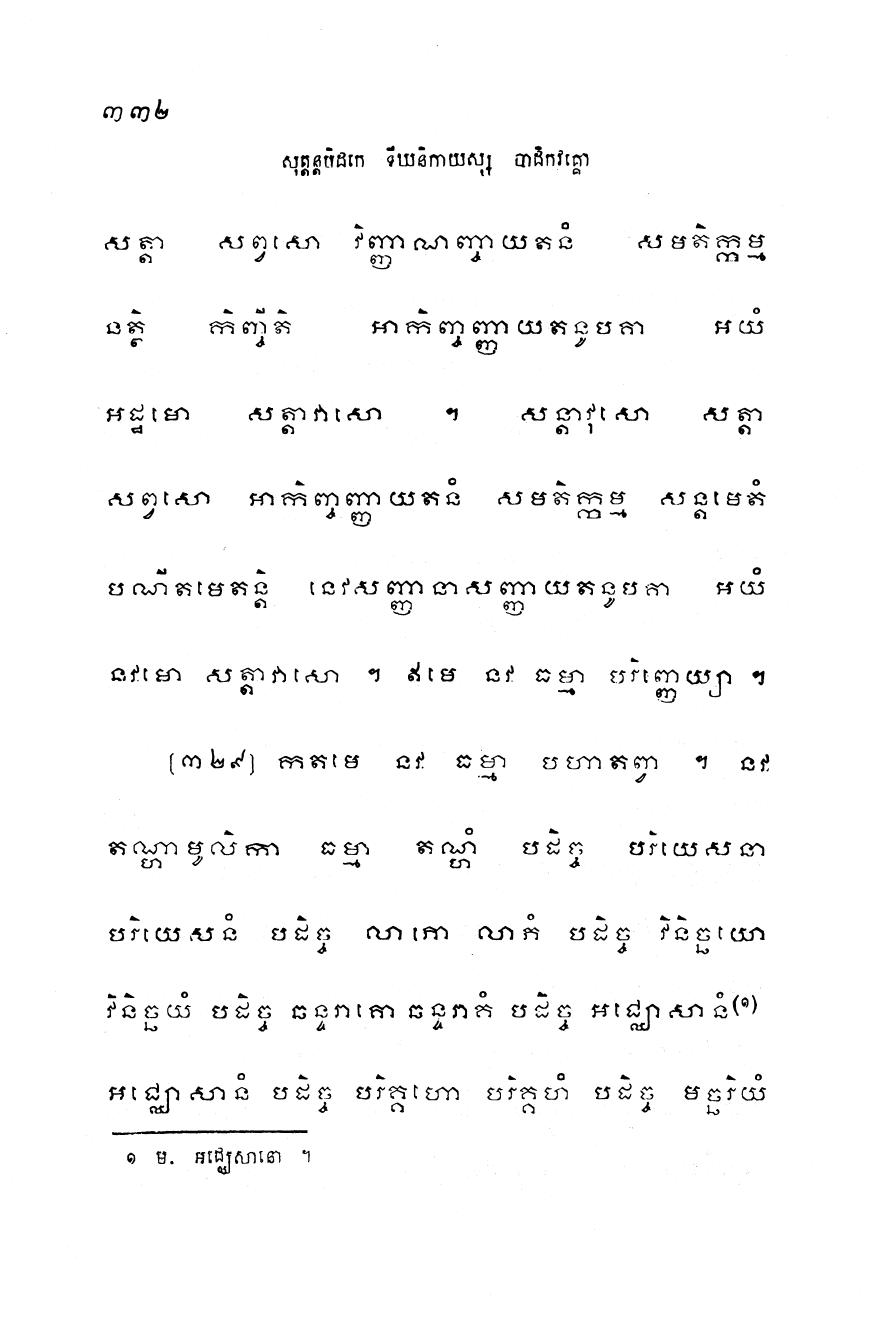 ៣៣២
សុត្តន្តបិដកេ ទីឃនិកាយស្ស បាដិកវគ្គោ
សត្តា សព្វសោ វិញ្ញាណញ្ចាយតនំ សមតិក្កម្ម
នត្ថិ កិញ្ចីតិ អាកិញ្ចញ្ញាយតនូបគា អយំ
អដ្ឋមោ សត្តាវាសោ ។ សន្តាវុសោ សត្តា
សព្វសោ អាកិញ្ចញ្ញាយតនំ សមតិក្កម្ម សន្តមេតំ
បណីតមេតន្តិ នេវសញ្ញានាសញ្ញាយតនូបគា អយំ
នវមោ សត្តាវាសោ ។ ឥមេ នវ ធម្មា បរិញ្ញេយ្យា ។
[៣២៩] កតមេ នវ ធម្មា បហាតព្វា ។ នវ
តណ្ហាមូលិកា ធម្មា តណ្ហំ បដិច្ច បរិយេសនា
បរិយេសនំ បដិច្ច លាភោ លាភំ បដិច្ច វិនិច្ឆយោ
វិនិច្ឆយំ បដិច្ច ឆន្ទរាគោ ឆន្ទរាគំ បដិច្ច អជ្ឈោសានំ(១)
អជ្ឈោសានំ បដិច្ច បរិគ្គហោ បរិគ្គហំ បដិច្ច មច្ឆរិយំ
១ ម. អជ្ឈោសានោ ។